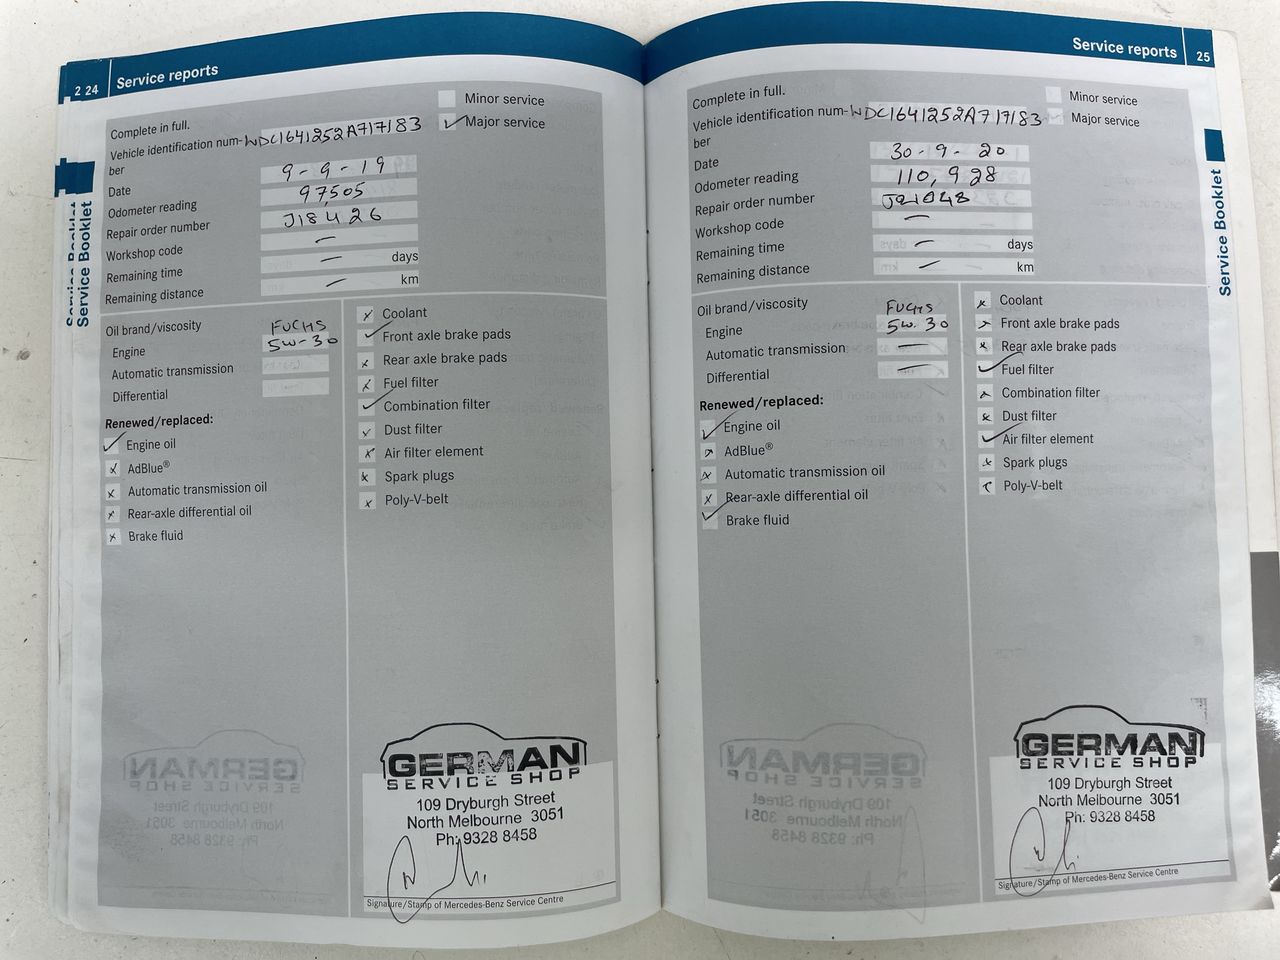 2 24 Service reports
Complete in full.
Minor service
Major service
Vehicle identification num- WDC1641252A717183
ber
Date 9-9-19
Odometer reading 97,505
Repair order number J18426
Workshop code –
Remaining time – days
Remaining distance – km
Oil brand/viscosity
Engine FUCHS 5W-30
Automatic transmission
Differential
Renewed/replaced:
Engine oil
AdBlue®
Automatic transmission oil
Rear-axle differential oil
Brake fluid
Coolant
Front axle brake pads
Rear axle brake pads
Fuel filter
Combination filter
Dust filter
Air filter element
Spark plugs
Poly-V-belt
GERMAN
SERVICE SHOP
109 Dryburgh Street
North Melbourne 3051
Ph: 9328 8458
Signature/Stamp of Mercedes-Benz Service Centre
Service Booklet
Service Booklet
Service reports 25
Complete in full.
Minor service
Major service
Vehicle identification num- WDC1641252A717183
ber
Date 30-9-20
Odometer reading 110,928
Repair order number J21048
Workshop code –
Remaining time – days
Remaining distance – km
Oil brand/viscosity
Engine FUCHS 5W-30
Automatic transmission –
Differential –
Renewed/replaced:
Engine oil
AdBlue®
Automatic transmission oil
Rear-axle differential oil
Brake fluid
Coolant
Front axle brake pads
Rear axle brake pads
Fuel filter
Combination filter
Dust filter
Air filter element
Spark plugs
Poly-V-belt
GERMAN
SERVICE SHOP
109 Dryburgh Street
North Melbourne 3051
Ph: 9328 8458
Signature/Stamp of Mercedes-Benz Service Centre
Service Booklet